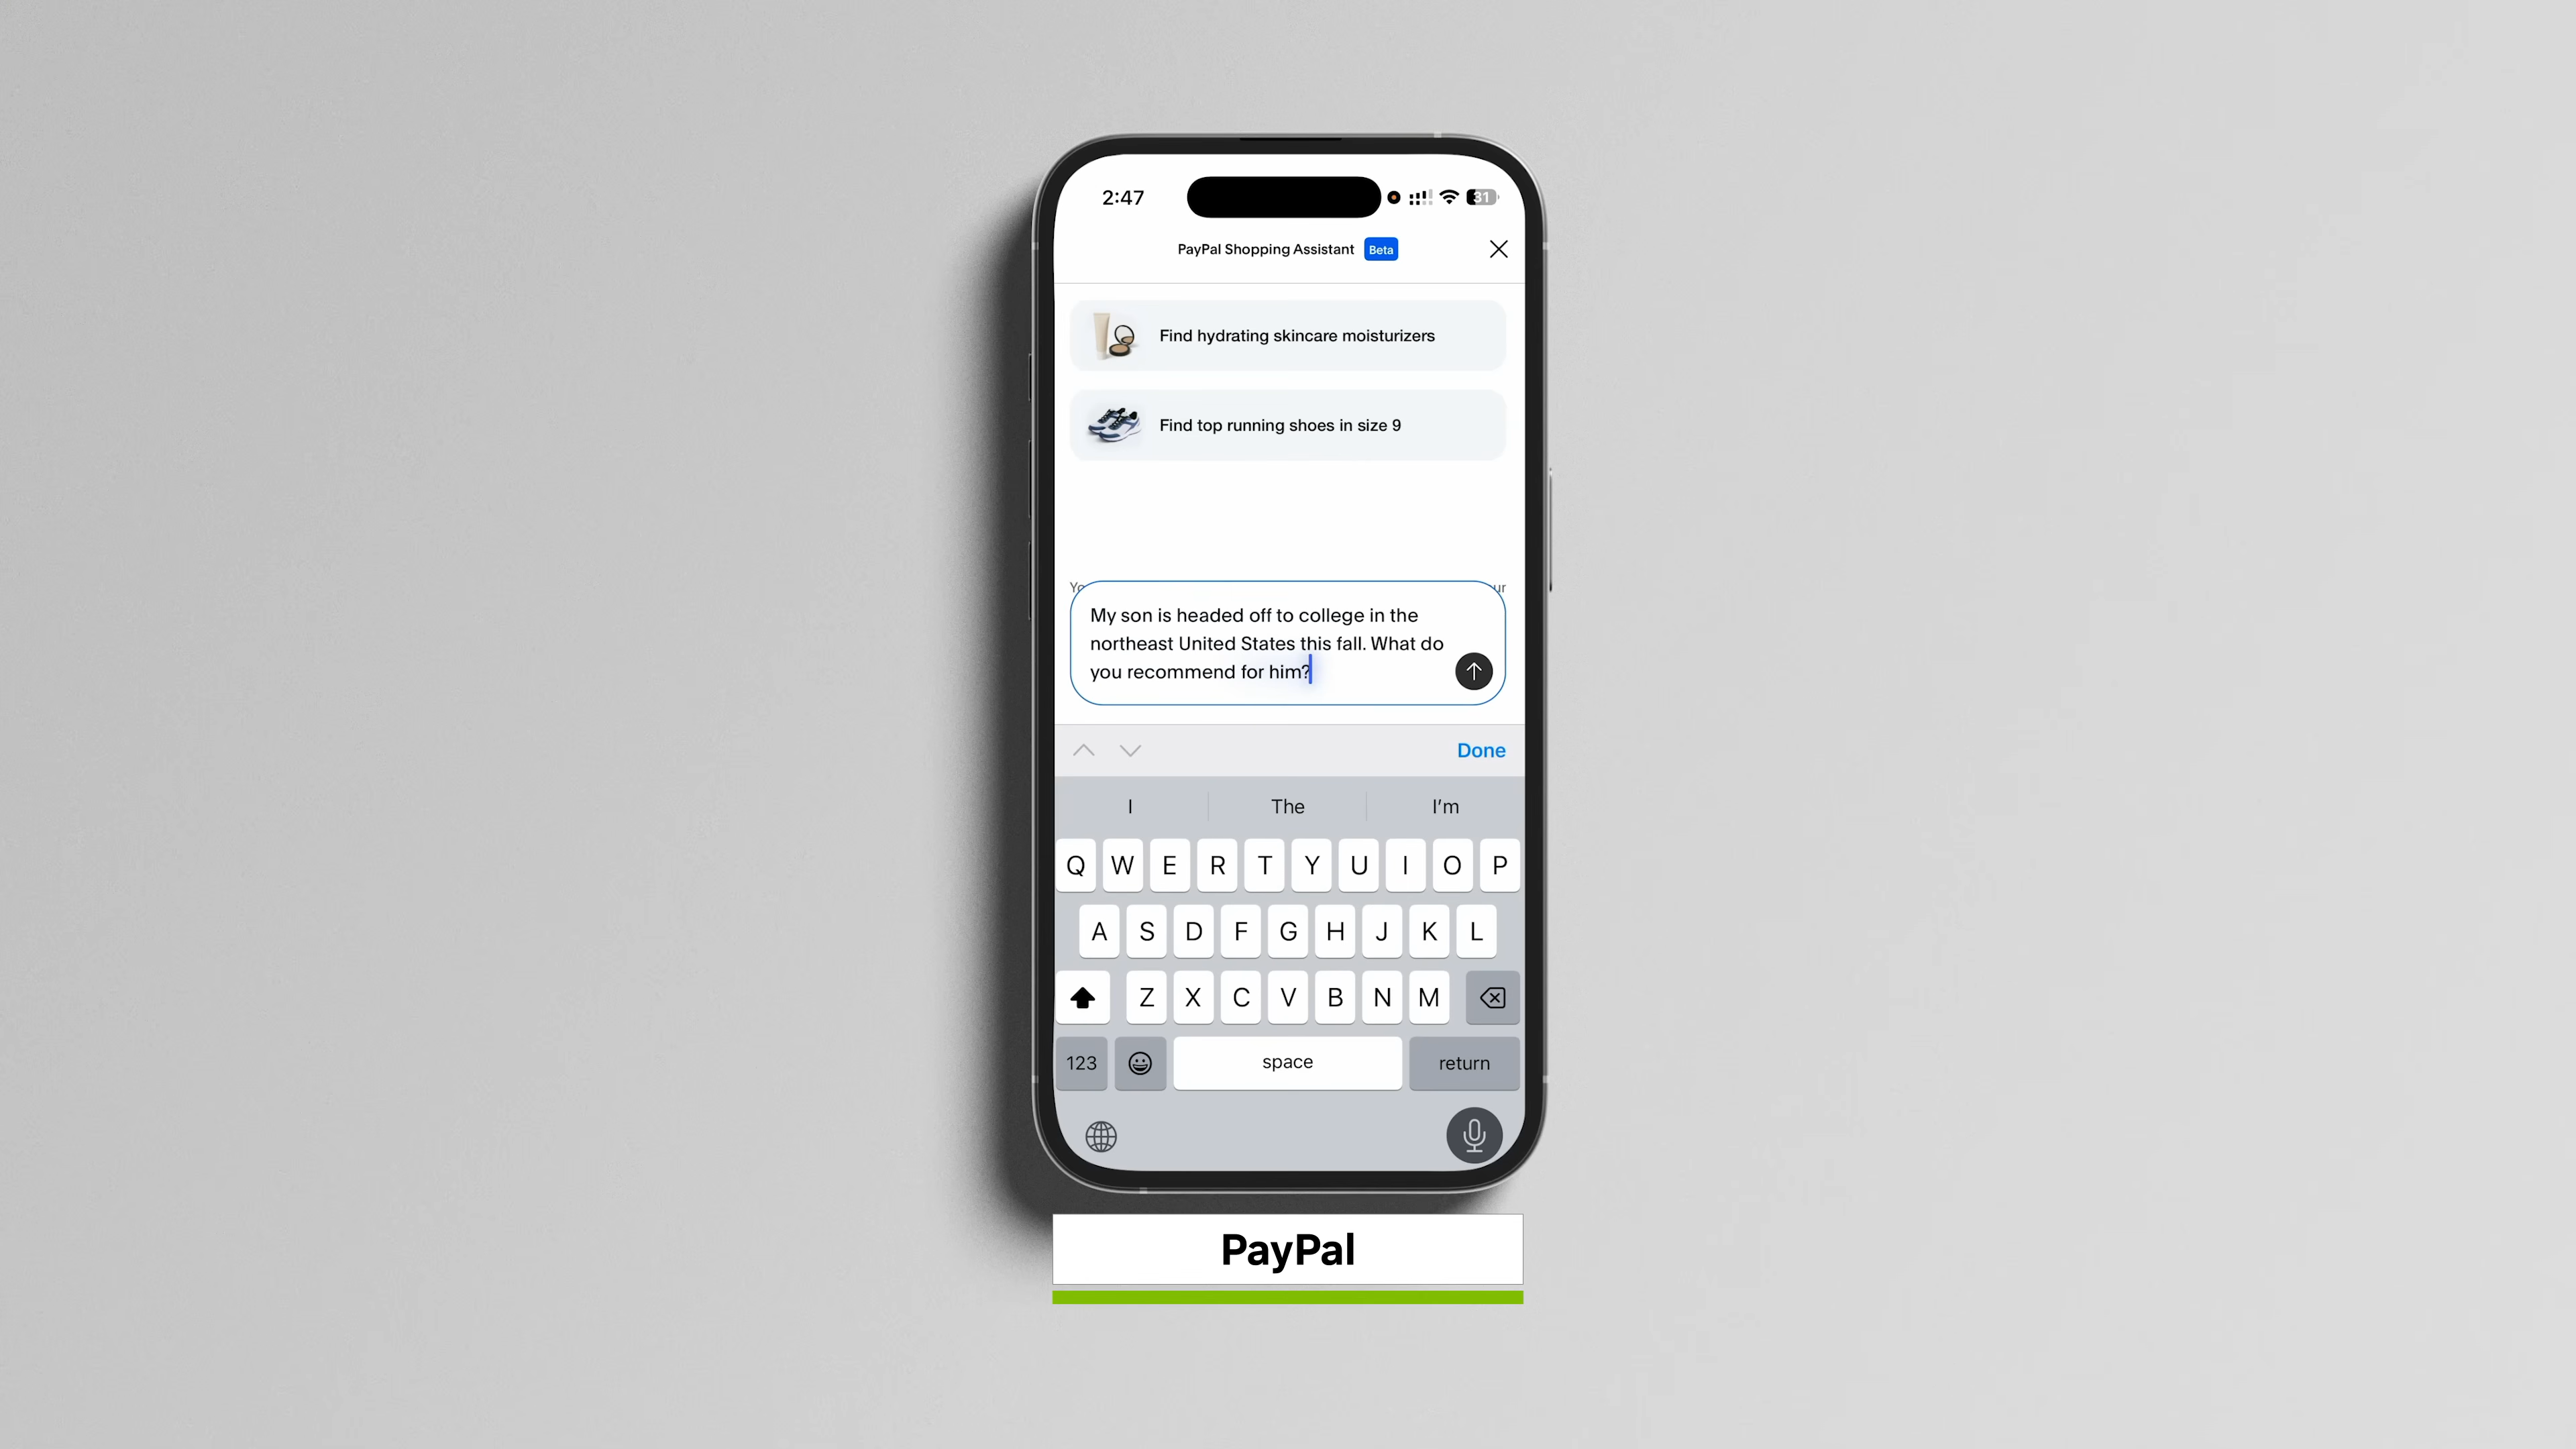 2:47
31
PayPal Shopping Assistant Beta
Find hydrating skincare moisturizers
Find top running shoes in size 9
My son is headed off to college in the
northeast United States this fall. What do
you recommend for him?
Done
I The I'm
Q W E R T Y U I O P
A S D F G H J K L
Z X C V B N M
123 space return
PayPal